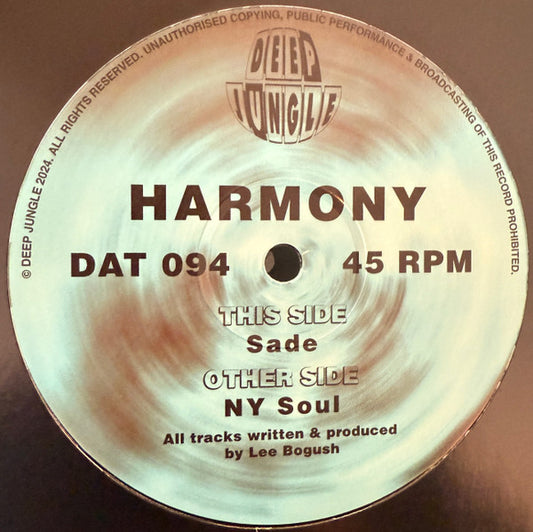 © DEEP JUNGLE 2024. ALL RIGHTS RESERVED. UNAUTHORISED COPYING, PUBLIC PERFORMANCE & BROADCASTING OF THIS RECORD PROHIBITED.
DEEP
JUNGLE
HARMONY
DAT 094 45 RPM
THIS SIDE
Sade
OTHER SIDE
NY Soul
All tracks written & produced
by Lee Bogush